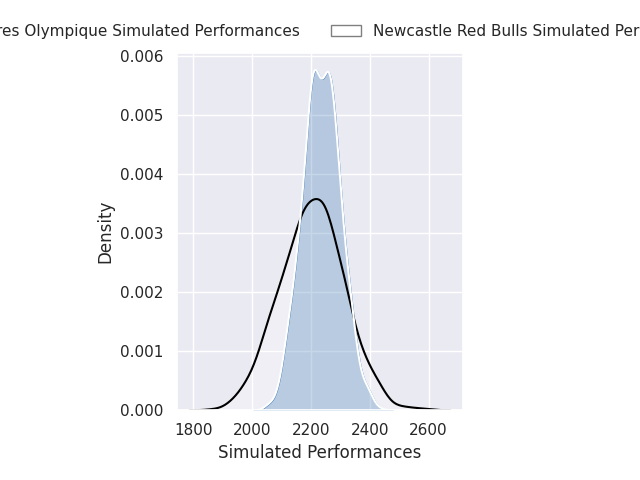 res Olympique Simulated Performances Newcastle Red Bulls Simulated Per
0.006
0.005
0.004
0.003
0.002
0.001
0.000
Density
1800 2000 2200 2400 2600
Simulated Performances